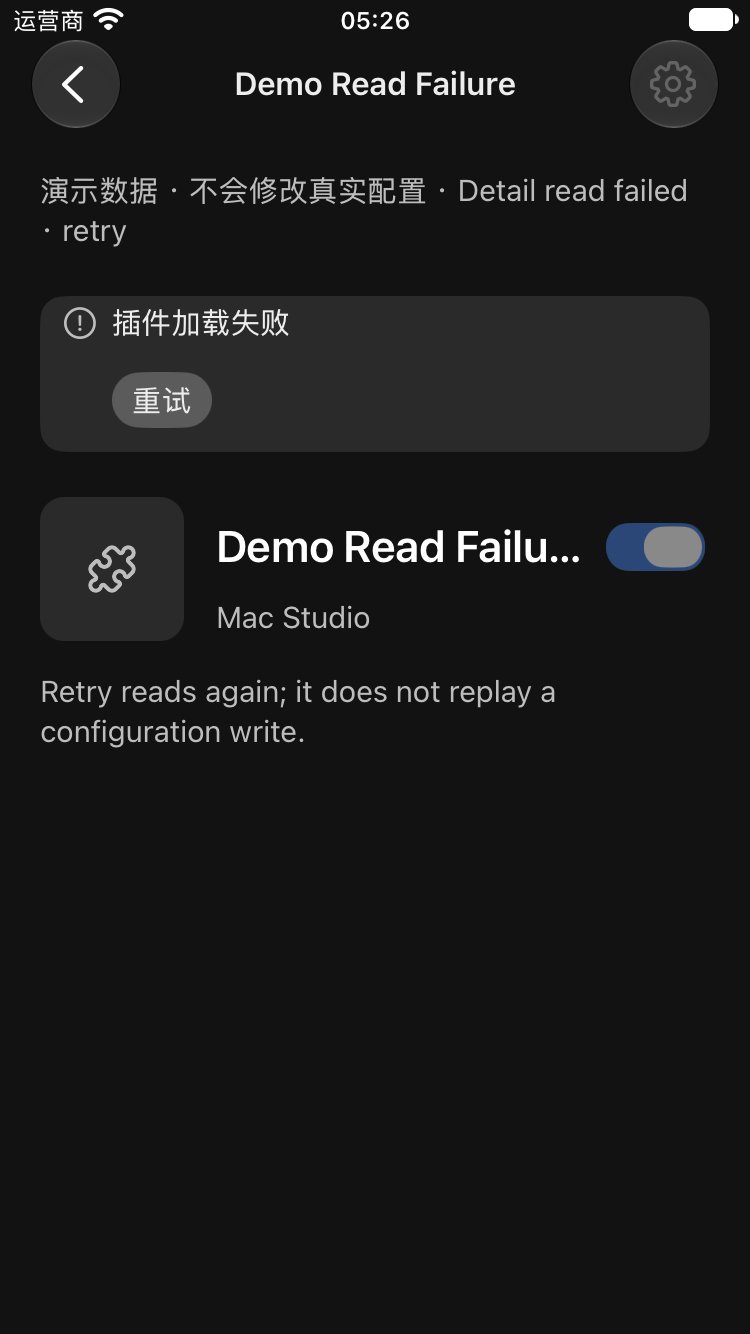 运营商
05:26
Demo Read Failure
演示数据 · 不会修改真实配置 · Detail read failed
· retry
插件加载失败
重试
Demo Read Failu...
Mac Studio
Retry reads again; it does not replay a
configuration write.